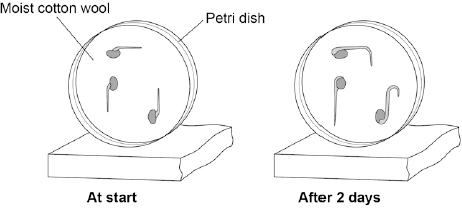 Moist cotton wool
Petri dish
At start
After 2 days